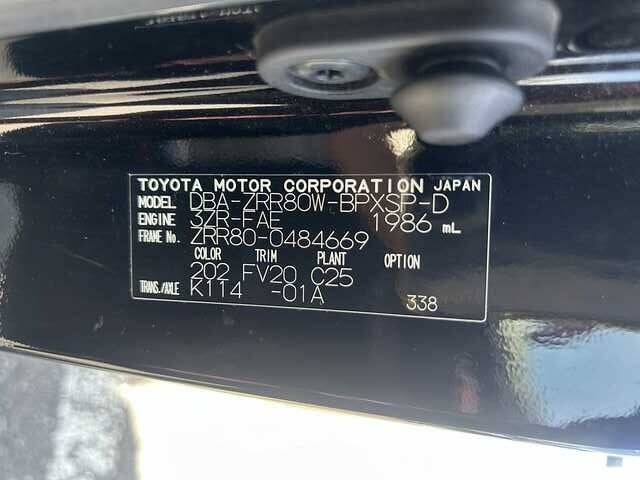 TOYOTA MOTOR CORPORATION JAPAN
MODEL DBA-ZRR80W-BPXSP-D
ENGINE 3ZR-FAE 1986 mL
FRAME No. ZRR80-0484669
COLOR TRIM PLANT OPTION
202 FV20 C25
TRANS./AXLE K114 -01A 338